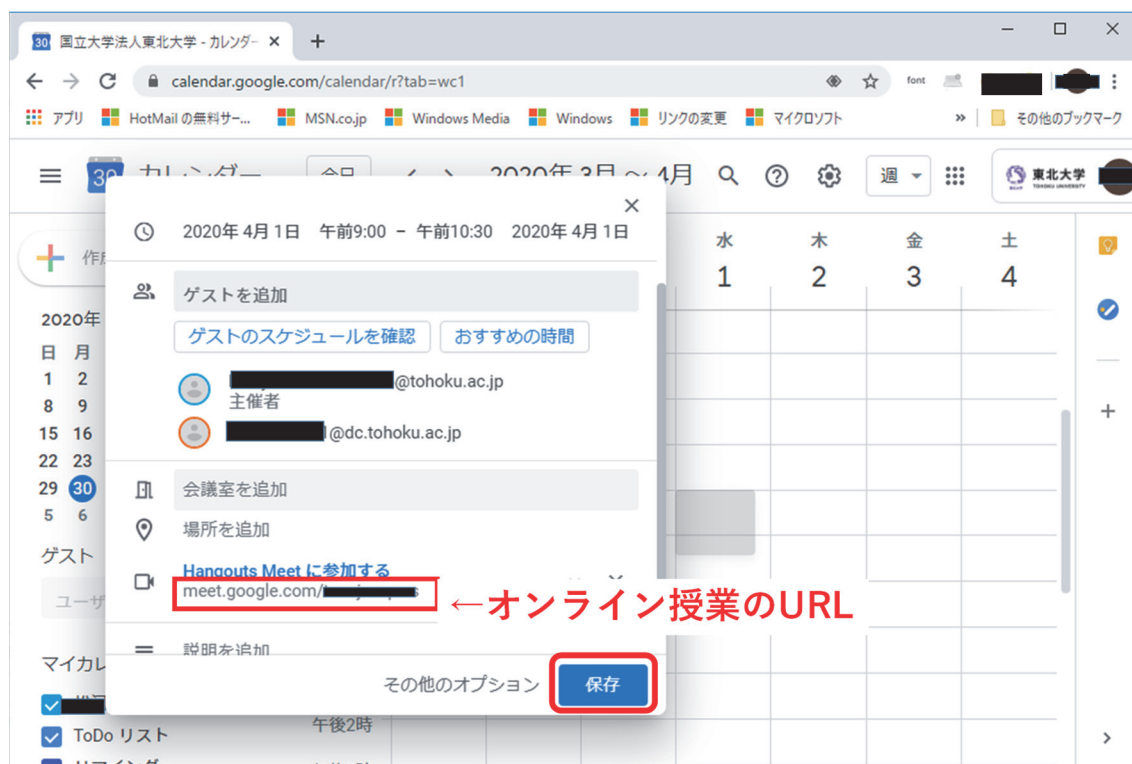 国立大学法人東北大学 - カレンダー
calendar.google.com/calendar/r?tab=wc1
font
アプリ HotMail の無料サー... MSN.co.jp Windows Media Windows リンクの変更 マイクロソフト » その他のブックマーク
30 カレンダー 今日 2020年 3月 ～ 4月 週 東北大学
TOHOKU UNIVERSITY
2020年 4月 1日 午前9:00 – 午前10:30 2020年 4月 1日
水 木 金 土
1 2 3 4
ゲストを追加
ゲストのスケジュールを確認 おすすめの時間
@tohoku.ac.jp
主催者
@dc.tohoku.ac.jp
会議室を追加
場所を追加
Hangouts Meet に参加する
meet.google.com/
←オンライン授業のURL
説明を追加
その他のオプション 保存
2020年
日 月
1 2
8 9
15 16
22 23
29 30
5 6
ゲスト
ユーザ
マイカレ
ToDo リスト
午後2時
リマインダ